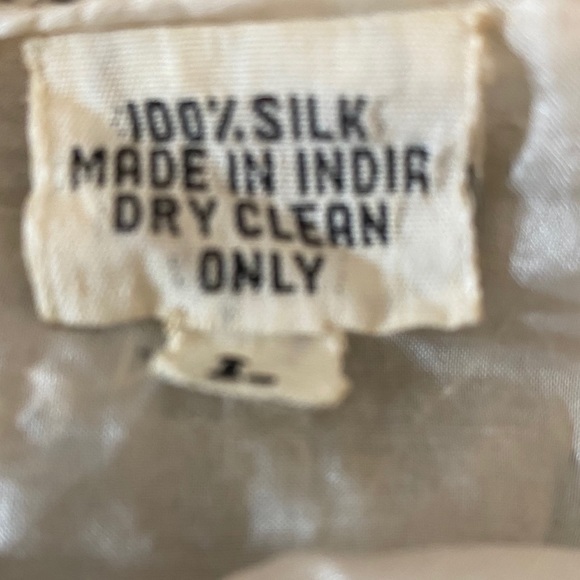 100% SILK
MADE IN INDIA
DRY CLEAN
ONLY